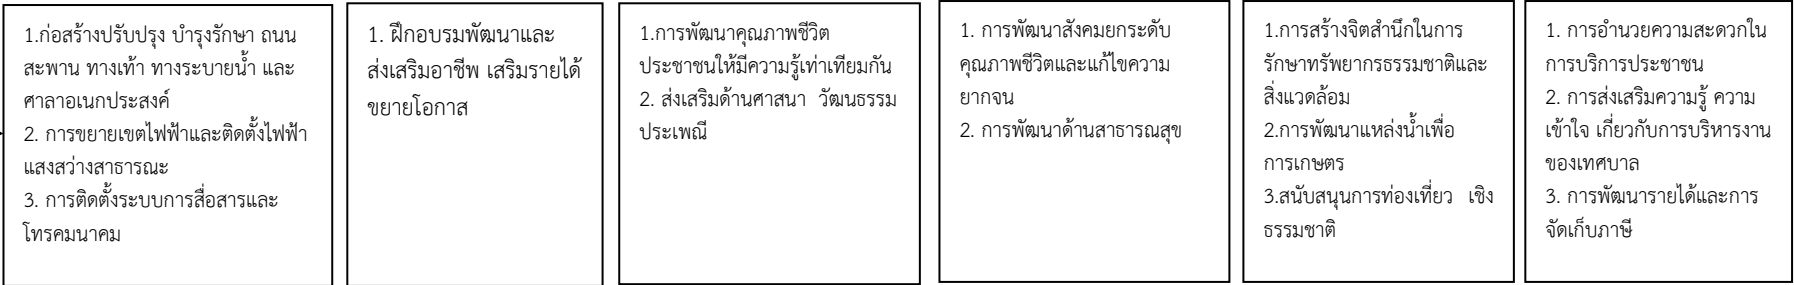 1.ก่อสร้างปรับปรุง บำรุงรักษา ถนน
สะพาน ทางเท้า ทางระบายน้ำ และ
ศาลาอเนกประสงค์
2. การขยายเขตไฟฟ้าและติดตั้งไฟฟ้า
แสงสว่างสาธารณะ
3. การติดตั้งระบบการสื่อสารและ
โทรคมนาคม
1. ฝึกอบรมพัฒนาและ
ส่งเสริมอาชีพ เสริมรายได้
ขยายโอกาส
1.การพัฒนาคุณภาพชีวิต
ประชาชนให้มีความรู้เท่าเทียมกัน
2. ส่งเสริมด้านศาสนา วัฒนธรรม
ประเพณี
1. การพัฒนาสังคมยกระดับ
คุณภาพชีวิตและแก้ไขความ
ยากจน
2. การพัฒนาด้านสาธารณสุข
1.การสร้างจิตสำนึกในการ
รักษาทรัพยากรธรรมชาติและ
สิ่งแวดล้อม
2.การพัฒนาแหล่งน้ำเพื่อ
การเกษตร
3.สนับสนุนการท่องเที่ยว เชิง
ธรรมชาติ
1. การอำนวยความสะดวกใน
การบริการประชาชน
2. การส่งเสริมความรู้ ความ
เข้าใจ เกี่ยวกับการบริหารงาน
ของเทศบาล
3. การพัฒนารายได้และการ
จัดเก็บภาษี